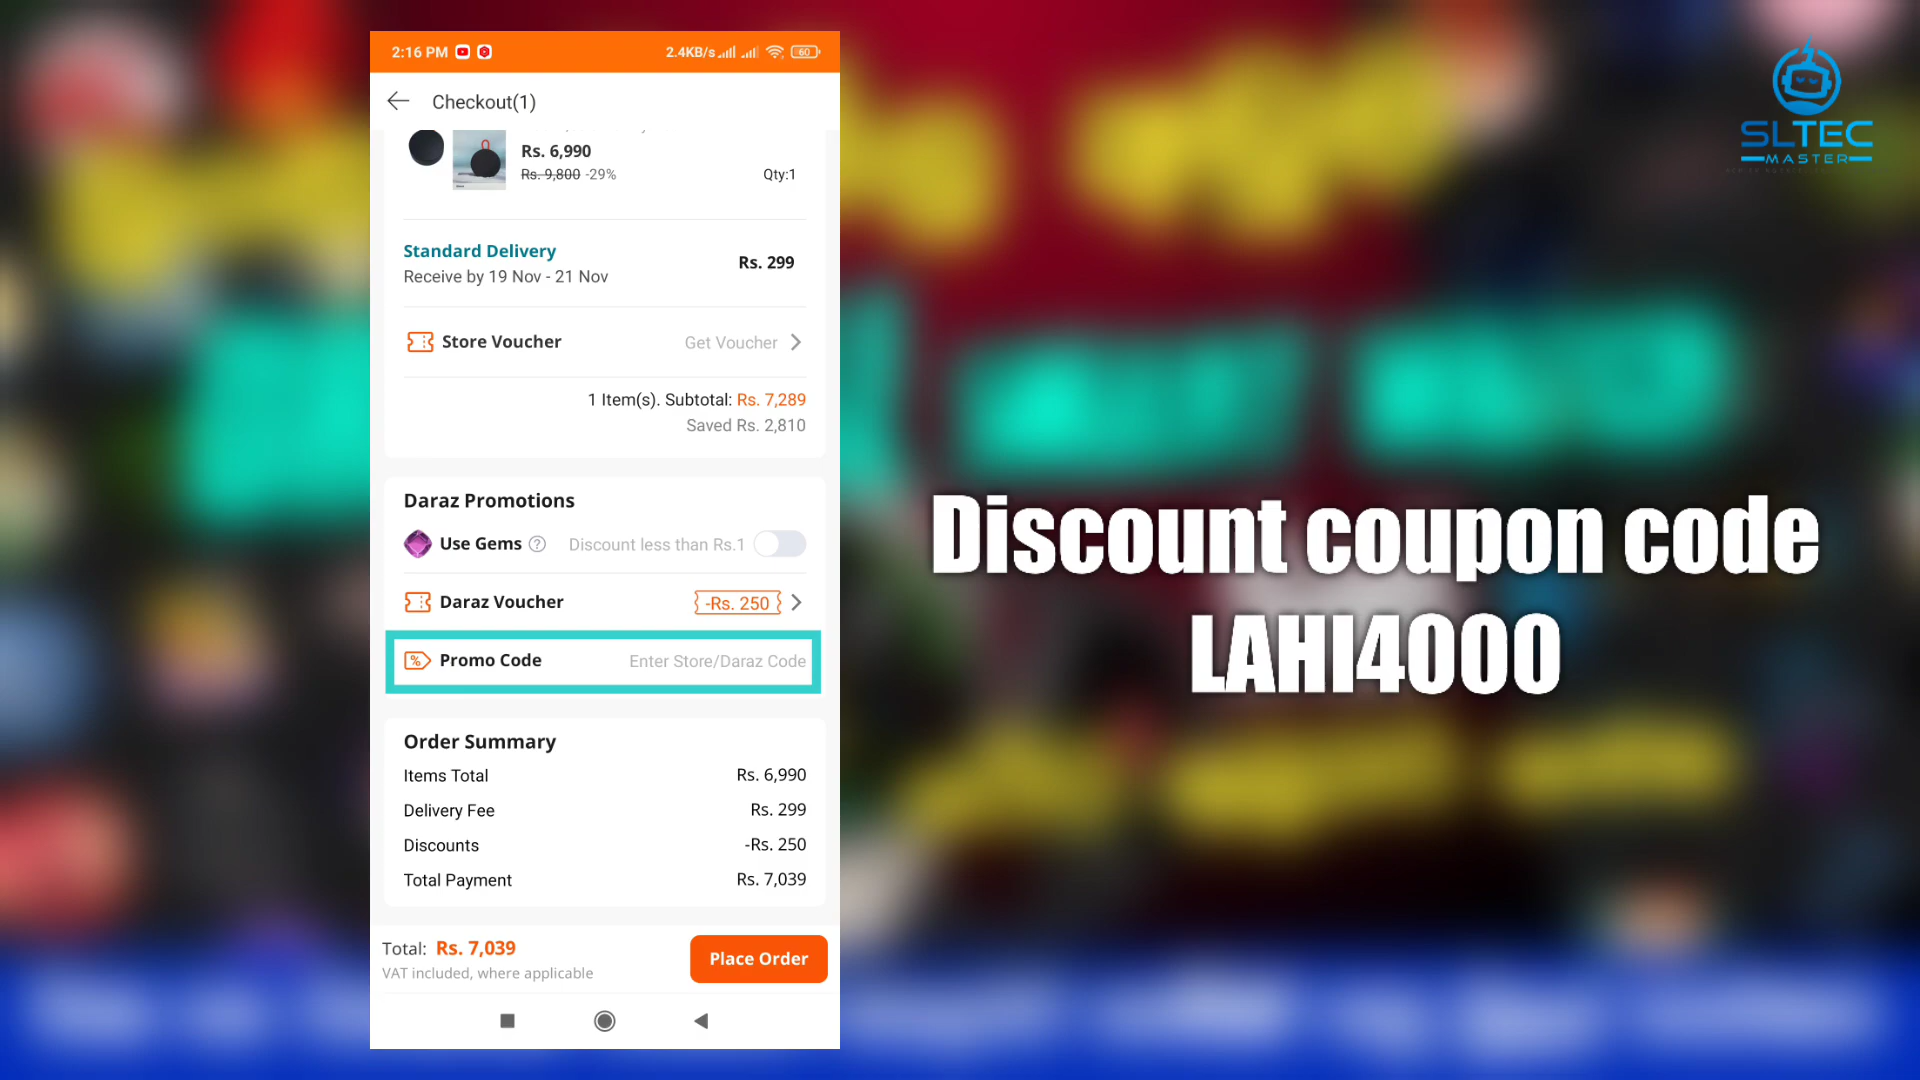 2:16 PM
2.4KB/s
60
Checkout(1)
Rs. 6,990
Rs. 9,800 -29%
Qty:1
Standard Delivery
Rs. 299
Receive by 19 Nov - 21 Nov
Store Voucher
Get Voucher
1 Item(s). Subtotal: Rs. 7,289
Saved Rs. 2,810
Daraz Promotions
Use Gems ? Discount less than Rs.1
Daraz Voucher
-Rs. 250
% Promo Code
Enter Store/Daraz Code
Order Summary
Items Total
Rs. 6,990
Delivery Fee
Rs. 299
Discounts
-Rs. 250
Total Payment
Rs. 7,039
Total: Rs. 7,039
VAT included, where applicable
Place Order
SLTEC
MASTER
Discount coupon code
LAHI4000